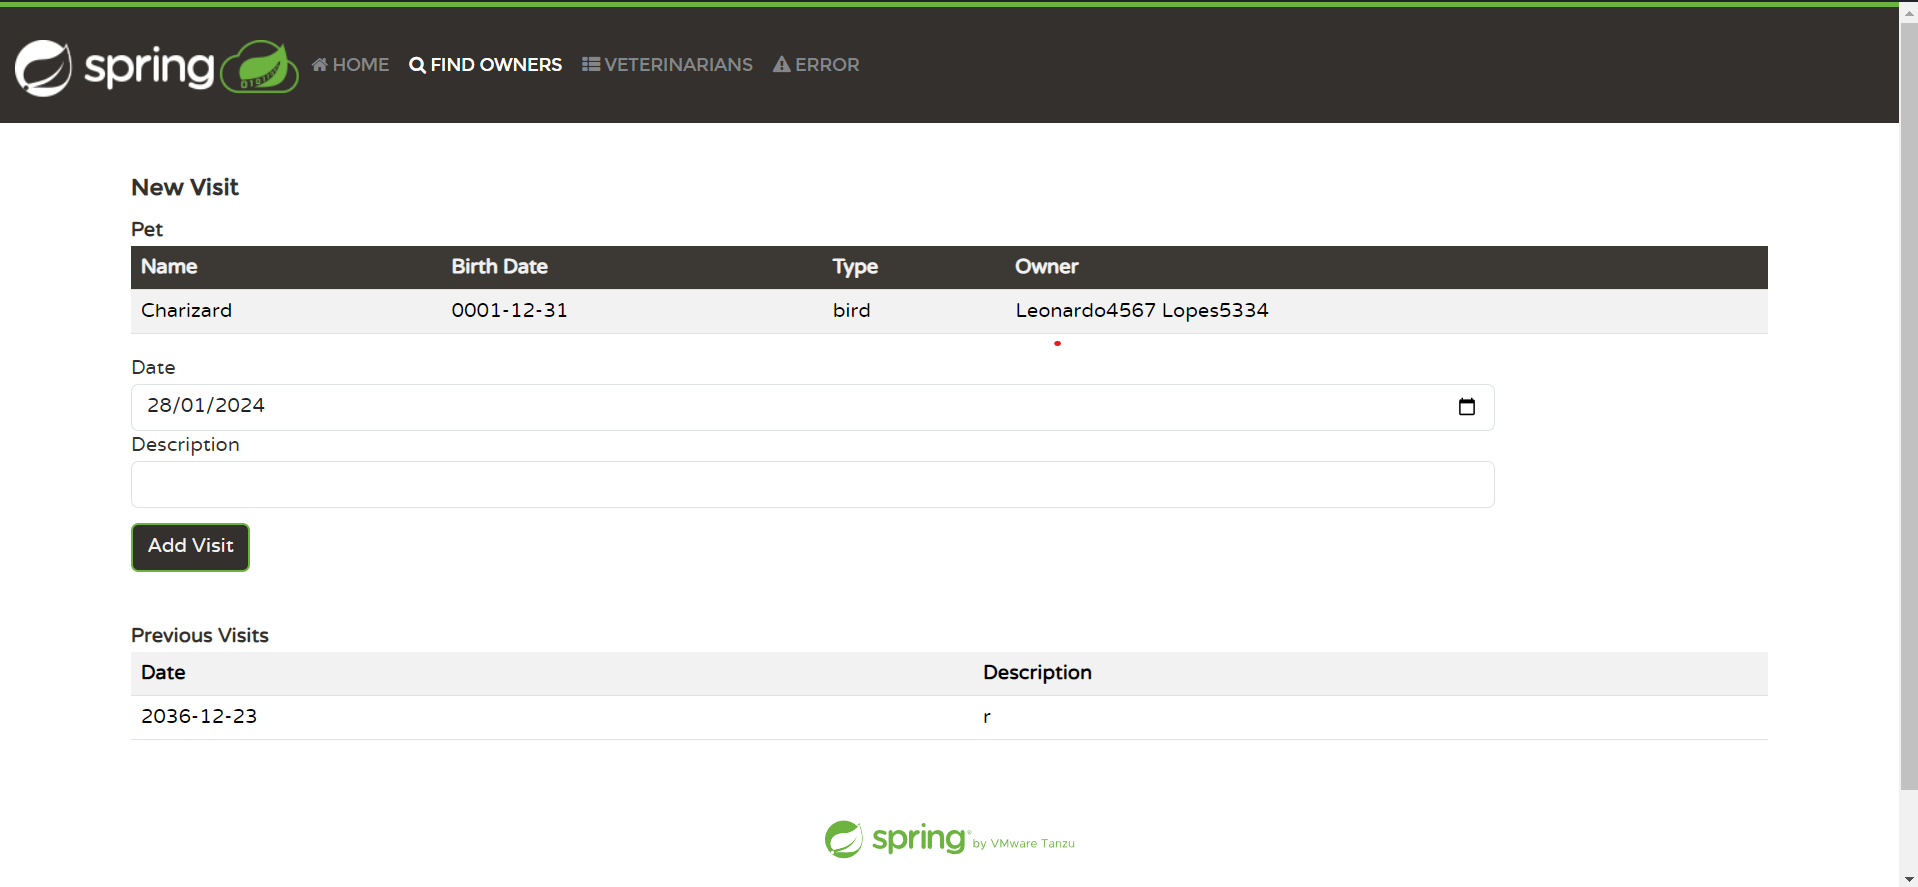 spring HOME FIND OWNERS VETERINARIANS ERROR
New Visit
Pet
Name Birth Date Type Owner
Charizard 0001-12-31 bird Leonardo4567 Lopes5334
Date
28/01/2024
Description
Add Visit
Previous Visits
Date Description
2036-12-23 r
spring by VMware Tanzu